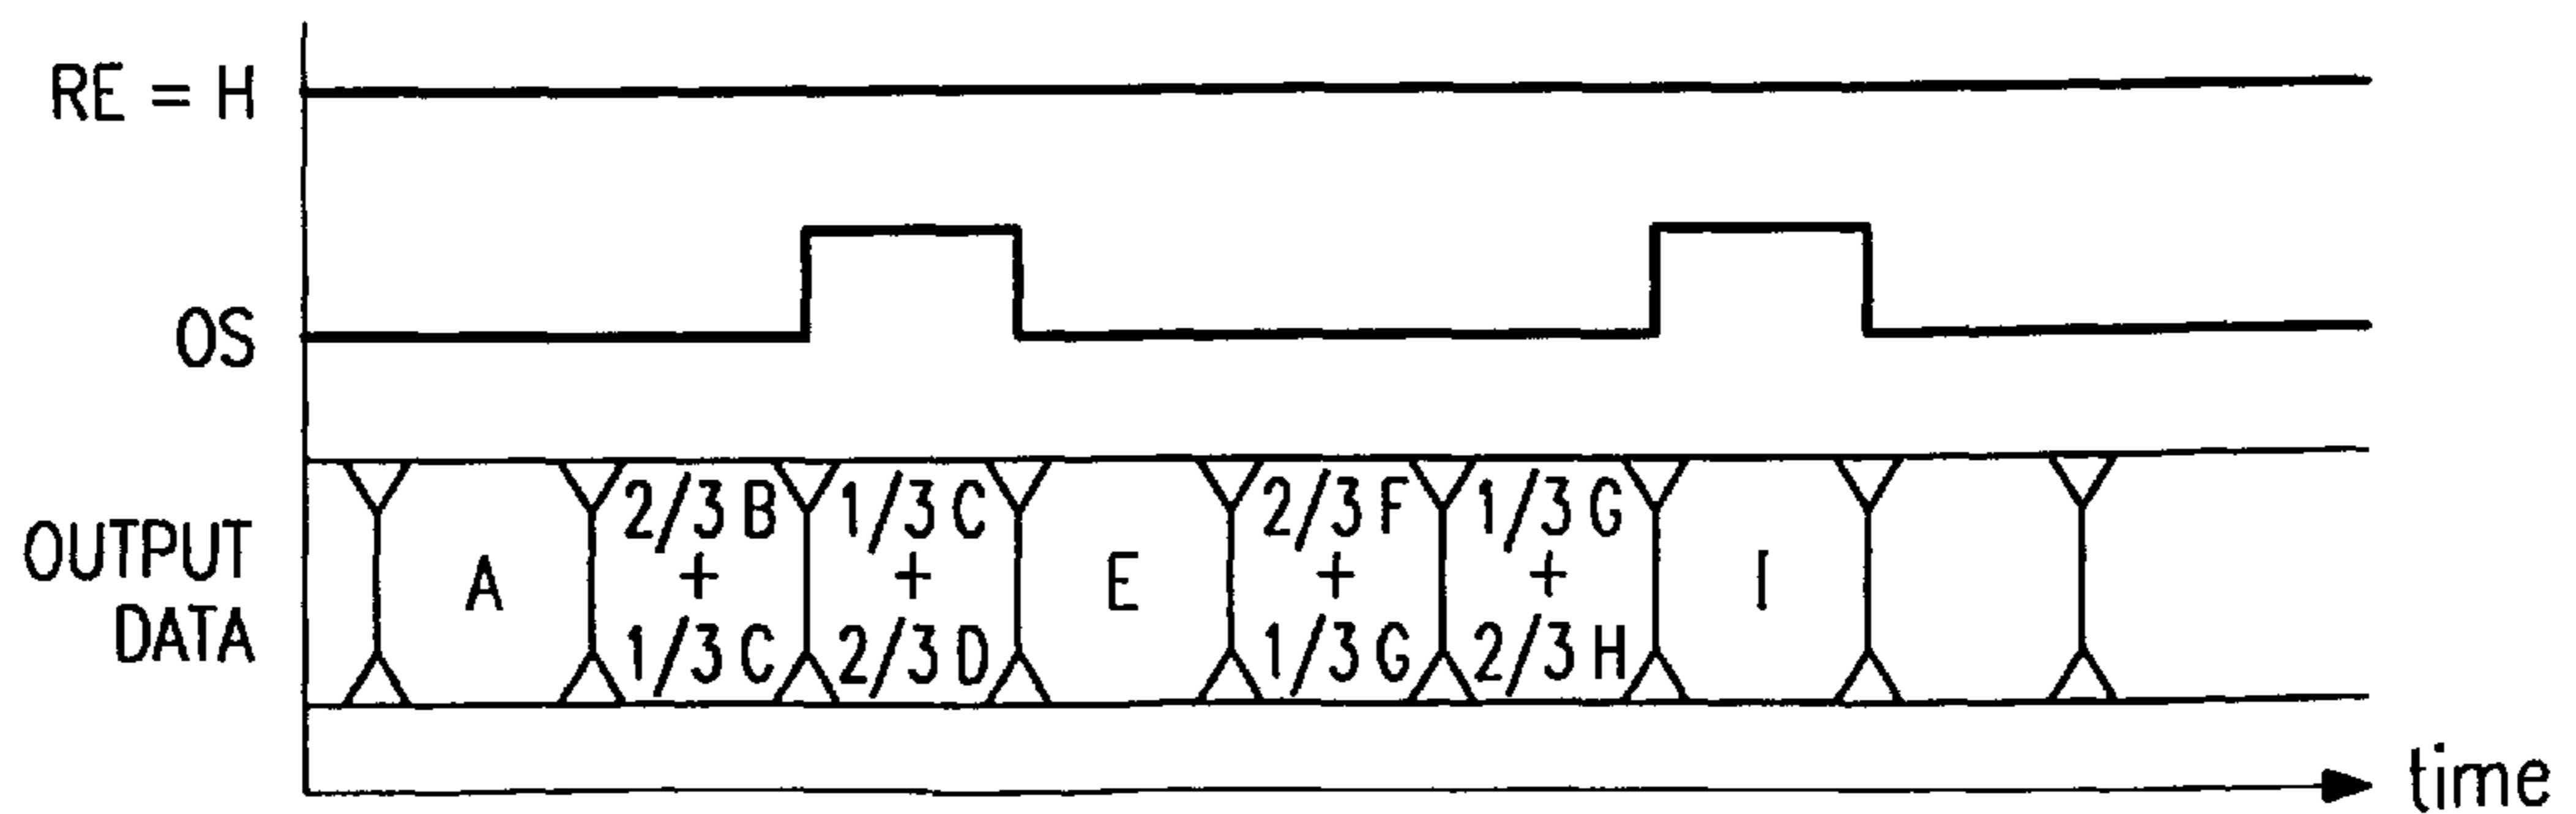 RE = H
OS
OUTPUT
DATA
A
2/3 B
+
1/3 C
1/3 C
+
2/3 D
E
2/3 F
+
1/3 G
1/3 G
+
2/3 H
I
time